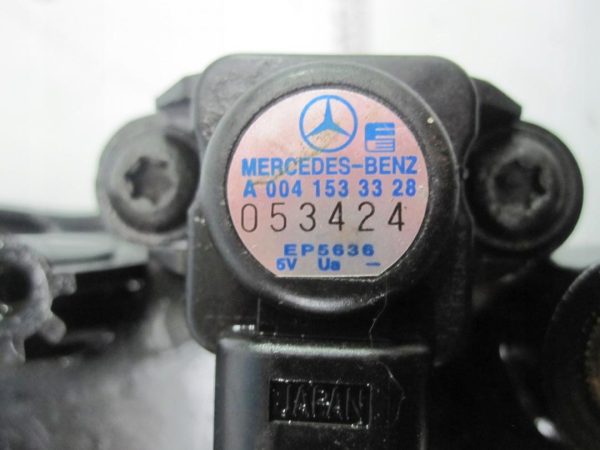 MERCEDES-BENZ
A 004 153 33 28
053424
EP5636
5V Ua -
JAPAN